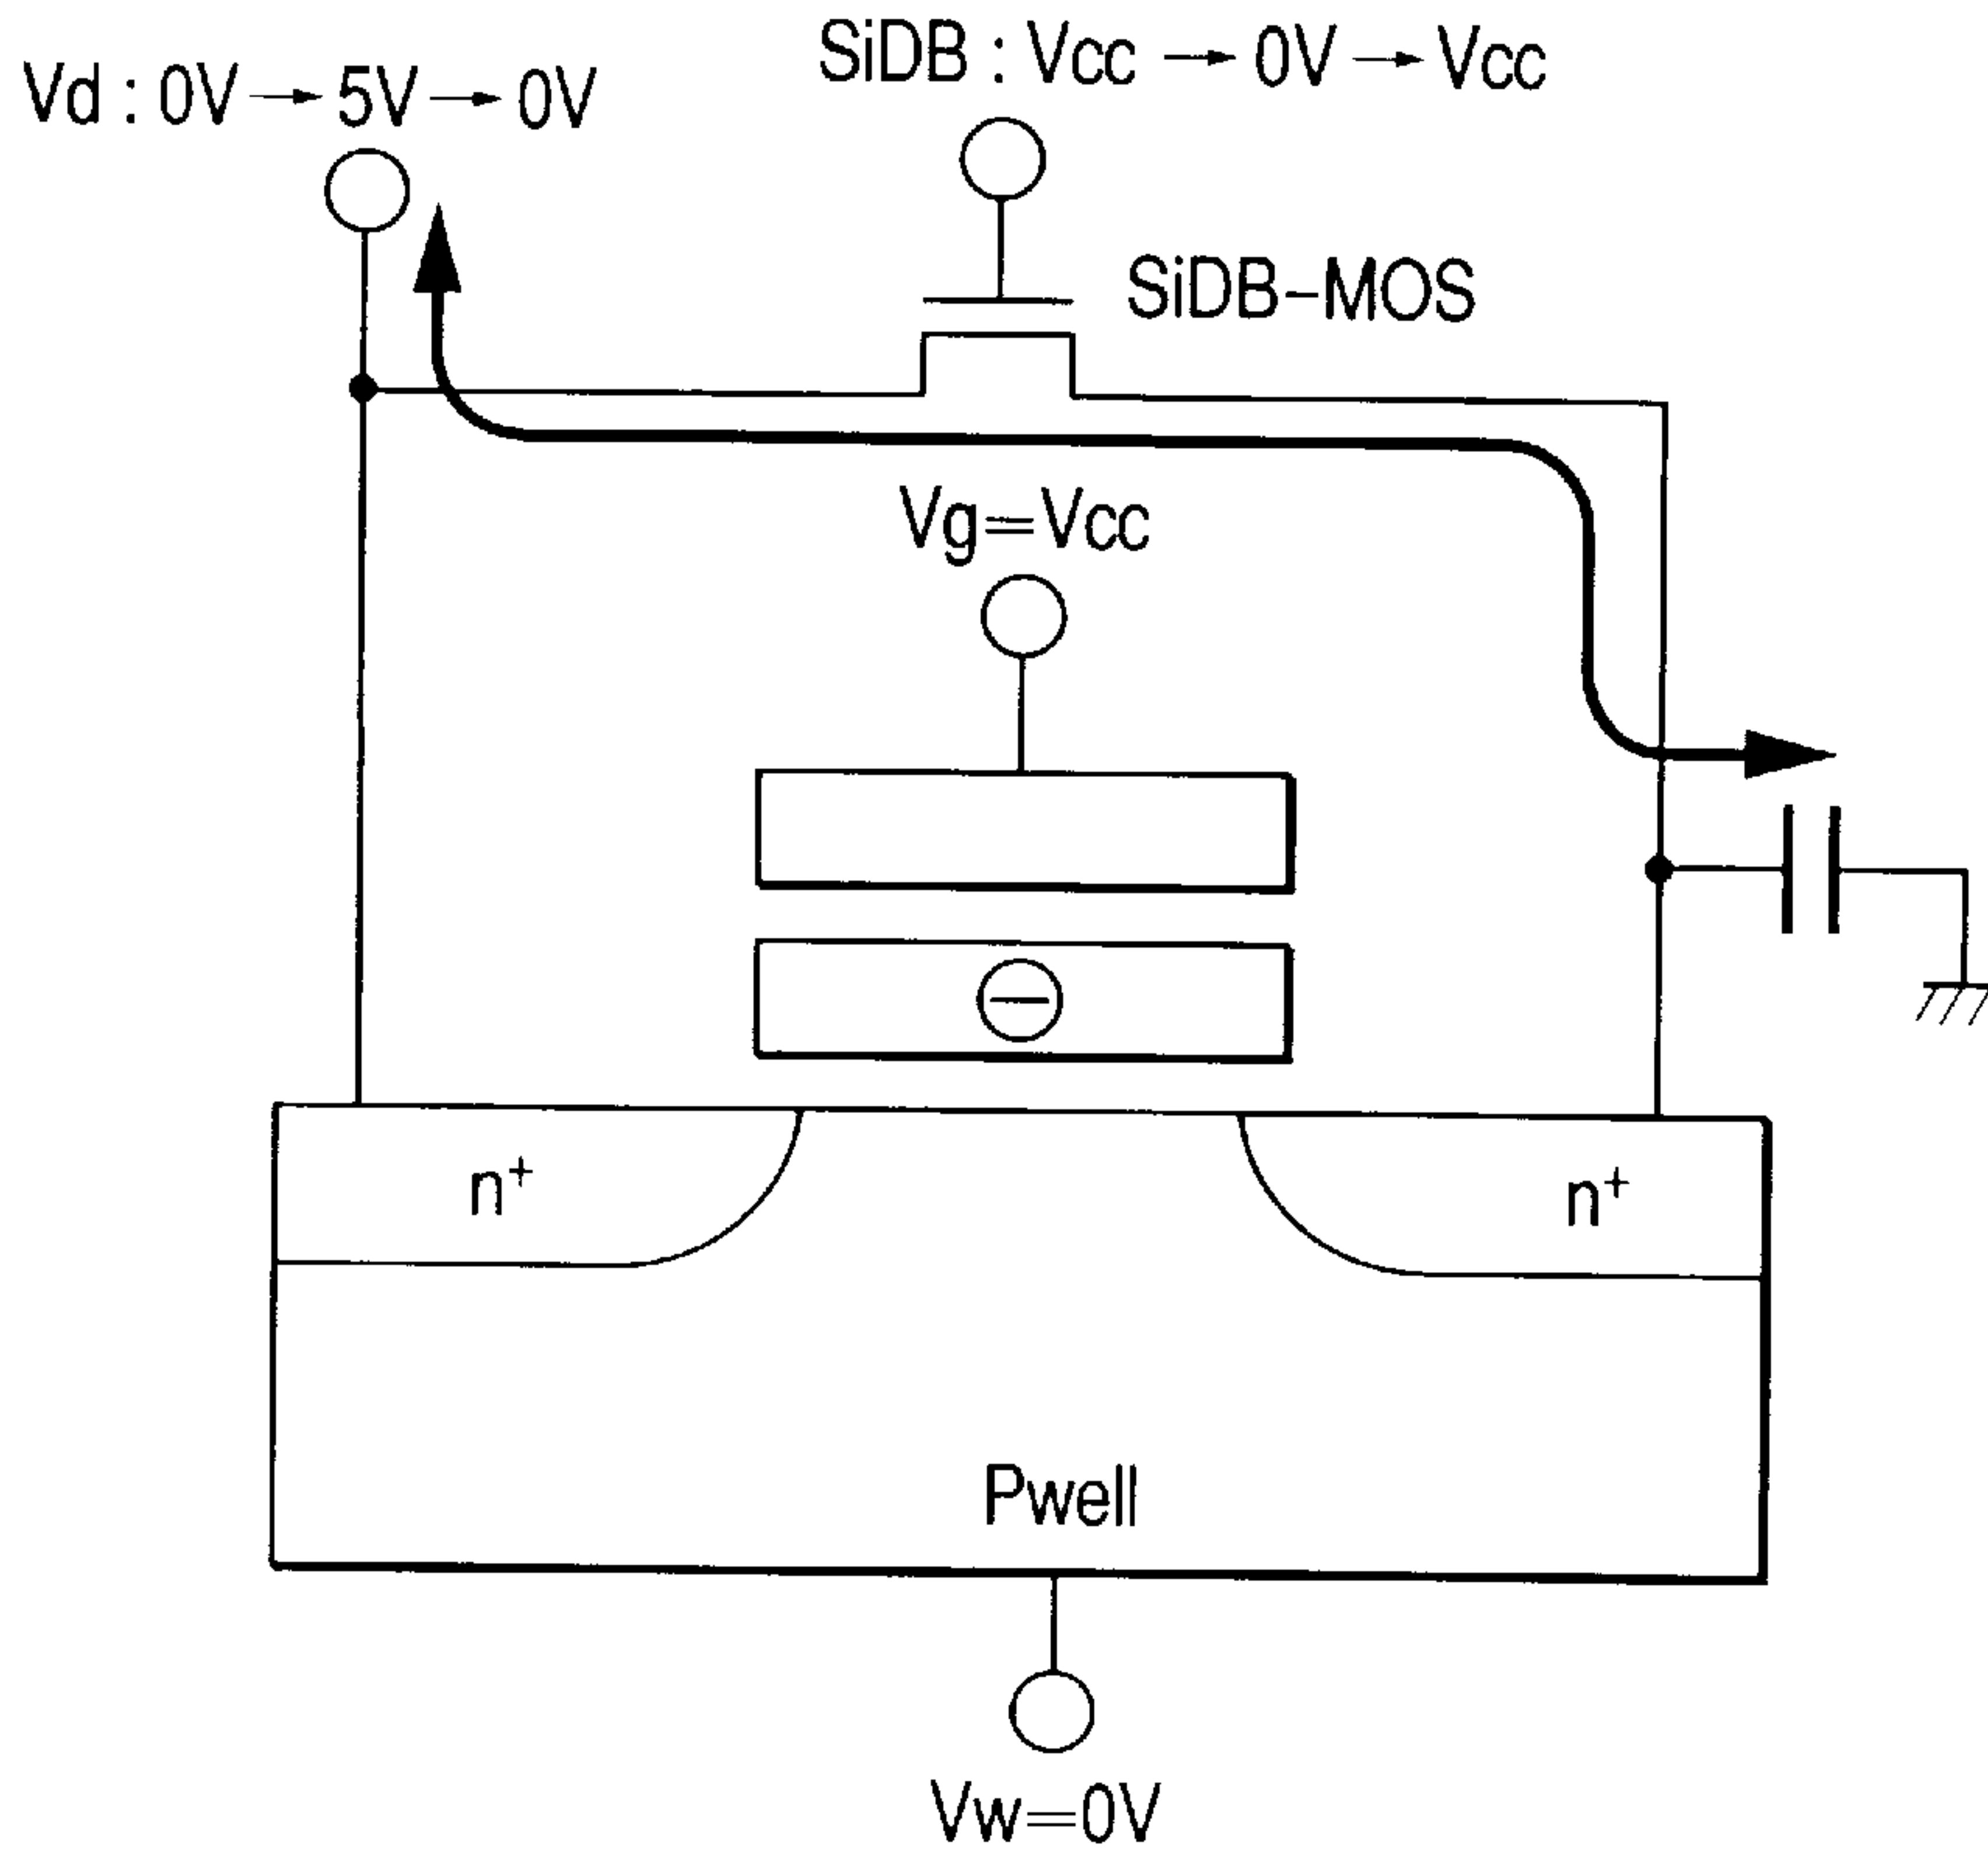 SiDB : Vcc → 0V → Vcc
Vd : 0V → 5V → 0V
SiDB-MOS
Vg=Vcc
n+
n+
Pwell
Vw=0V